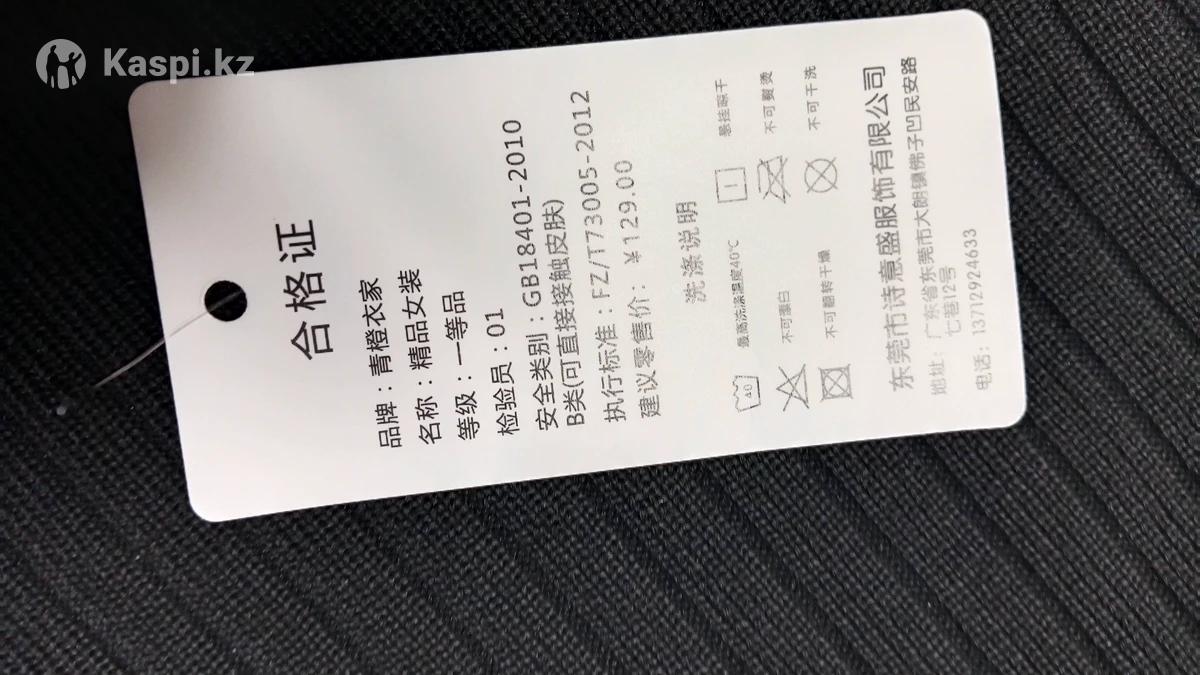 Kaspi.kz
合格证
品牌：青橙衣家
名称：精品女装
等级：一等品
检验员：01
安全类别：GB18401-2010
B类(可直接接触皮肤)
执行标准：FZ/T73005-2012
建议零售价：¥129.00
洗涤说明
40 最高洗涤温度40℃ 悬挂晾干
不可漂白 不可熨烫
不可翻转干燥 不可干洗
东莞市诗意盛服饰有限公司
地址：广东省东莞市大朗镇佛子凹民安路
七巷12号
电话：13712924633